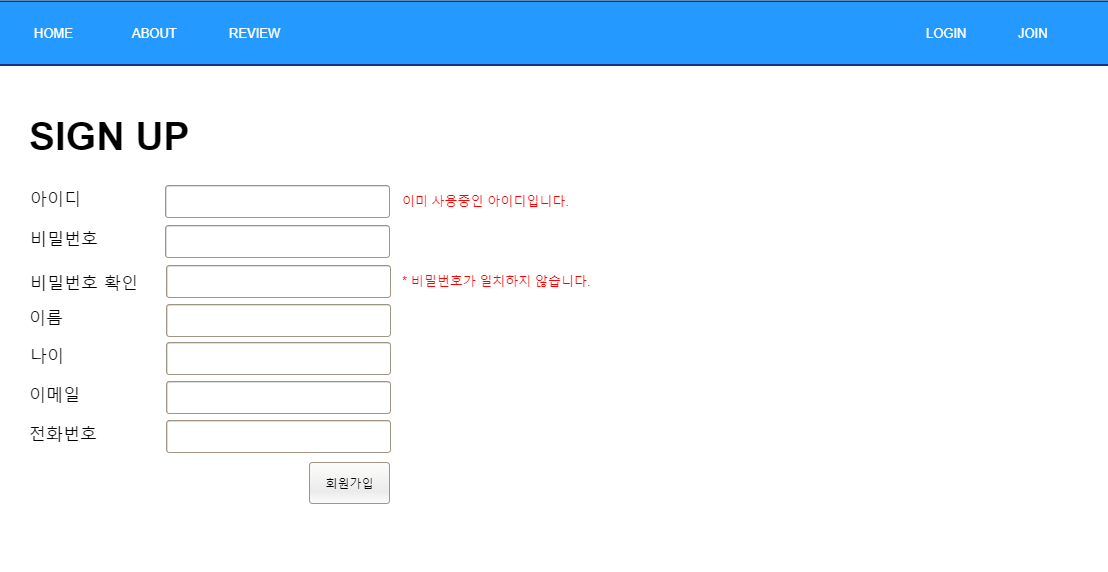 HOME ABOUT REVIEW LOGIN JOIN
SIGN UP
아이디 이미 사용중인 아이디입니다.
비밀번호
비밀번호 확인 * 비밀번호가 일치하지 않습니다.
이름
나이
이메일
전화번호
회원가입